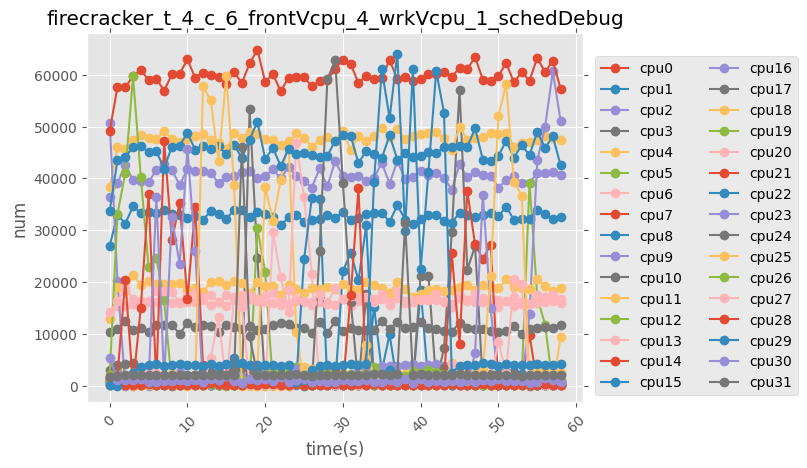 firecracker_t_4_c_6_frontVcpu_4_wrkVcpu_1_schedDebug
num
60000
50000
40000
30000
20000
10000
0
0
10
20
30
40
50
60
time(s)
cpu0
cpu1
cpu2
cpu3
cpu4
cpu5
cpu6
cpu7
cpu8
cpu9
cpu10
cpu11
cpu12
cpu13
cpu14
cpu15
cpu16
cpu17
cpu18
cpu19
cpu20
cpu21
cpu22
cpu23
cpu24
cpu25
cpu26
cpu27
cpu28
cpu29
cpu30
cpu31